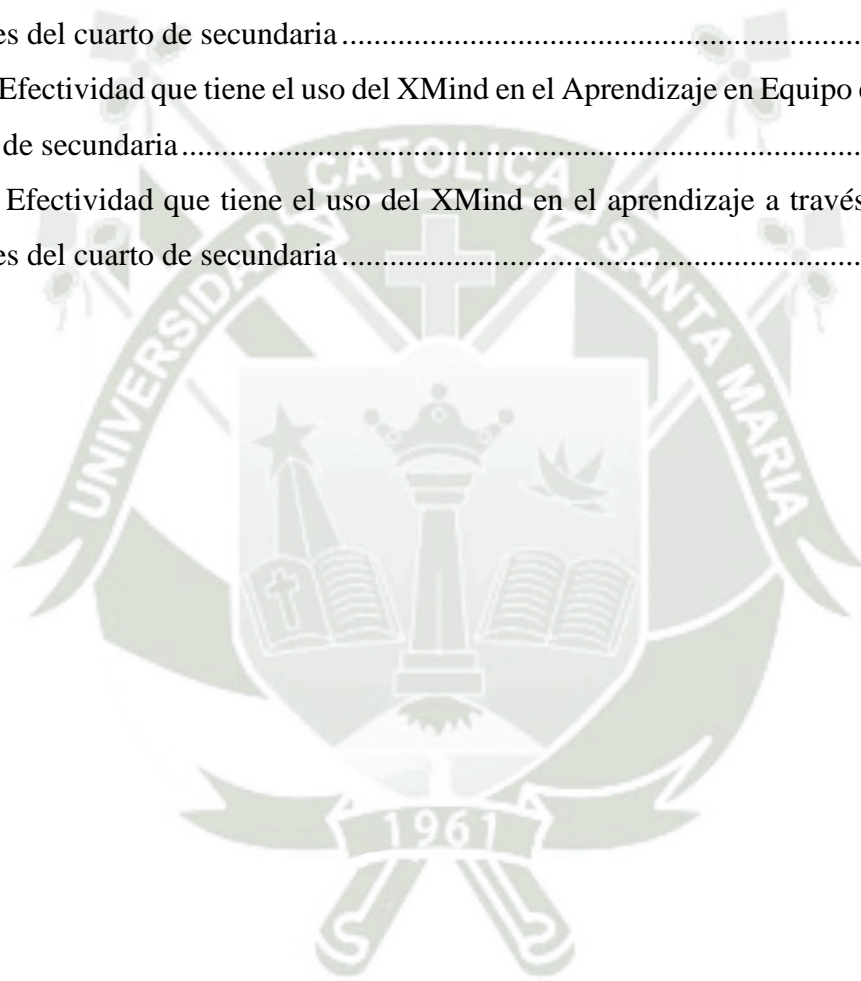 es del cuarto de secundaria
Efectividad que tiene el uso del XMind en el Aprendizaje en Equipo
de secundaria
Efectividad que tiene el uso del XMind en el aprendizaje a través
es del cuarto de secundaria
UNIVERSIDAD CATOLICA SANTA MARIA
1961